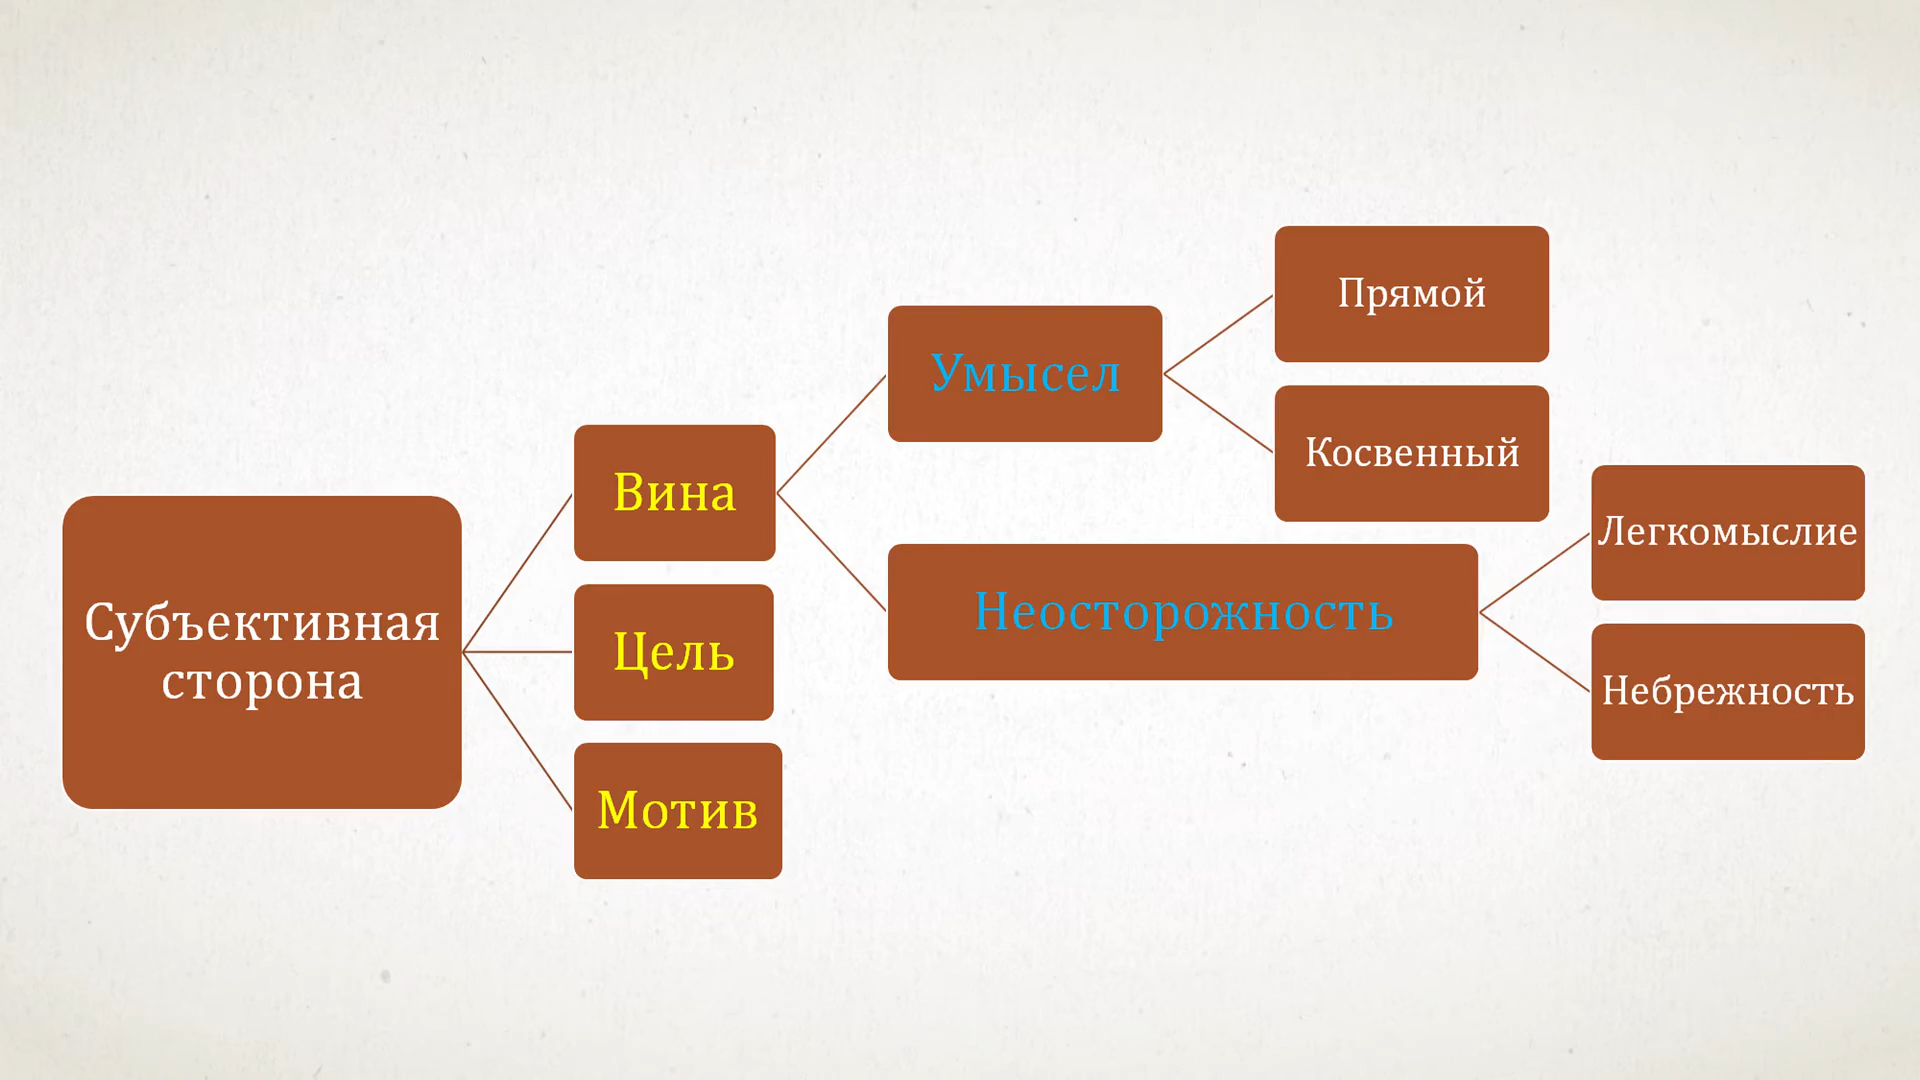 Субъективная
сторона
Вина
Цель
Мотив
Умысел
Неосторожность
Прямой
Косвенный
Легкомыслие
Небрежность